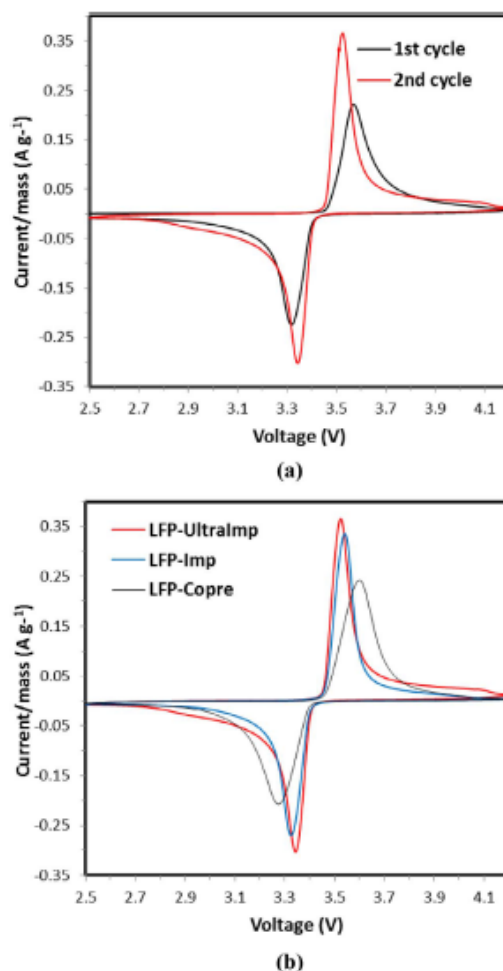 0.35
0.25
0.15
0.05
-0.05
-0.15
-0.25
-0.35
Current/mass (A g-1)
1st cycle
2nd cycle
2.5 2.7 2.9 3.1 3.3 3.5 3.7 3.9 4.1
Voltage (V)
(a)
0.35
0.25
0.15
0.05
-0.05
-0.15
-0.25
-0.35
Current/mass (A g-1)
LFP-UltraImp
LFP-Imp
LFP-Copre
2.5 2.7 2.9 3.1 3.3 3.5 3.7 3.9 4.1
Voltage (V)
(b)